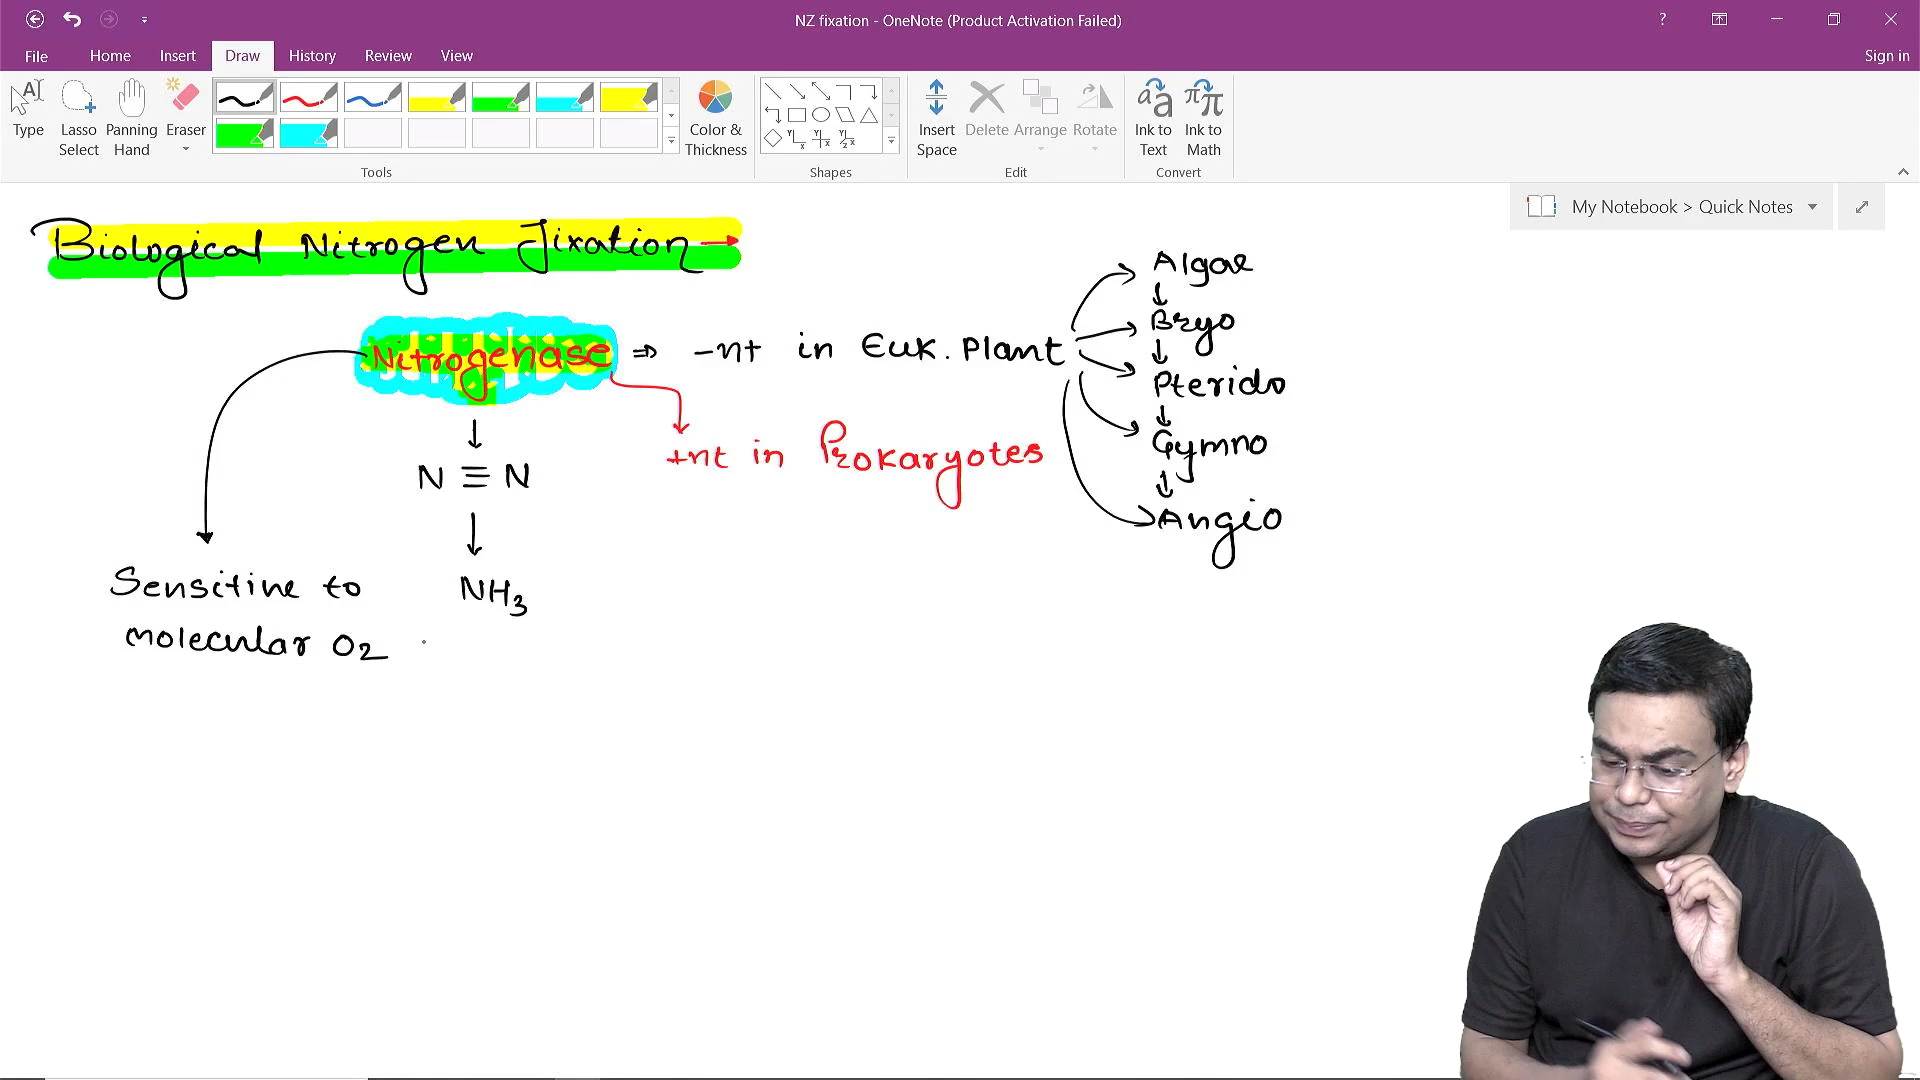 NZ fixation - OneNote (Product Activation Failed)
?
File Home Insert Draw History Review View
Sign in
Type
Lasso Select
Panning Hand
Eraser
Color & Thickness
Insert Space
Delete
Arrange
Rotate
Ink to Text
Ink to Math
Tools
Shapes
Edit
Convert
My Notebook > Quick Notes
Biological Nitrogen Fixation →
Nitrogenase ⇒ -nt in Euk. Plant
Algae
↓
Bryo
↓
Pterido
↓
Gymno
↓
Angio
+nt in Prokaryotes
↓
N ≡ N
↓
NH3
Sensitine to
molecular O2